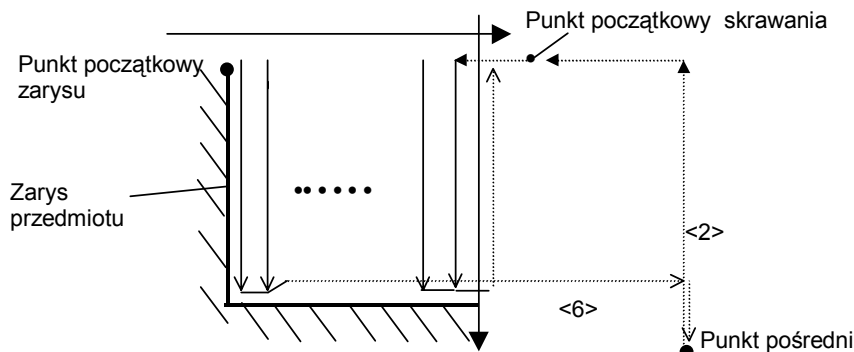 Punkt początkowy skrawania
Punkt początkowy
zarysu
Zarys
przedmiotu
<2>
<6>
Punkt pośredni